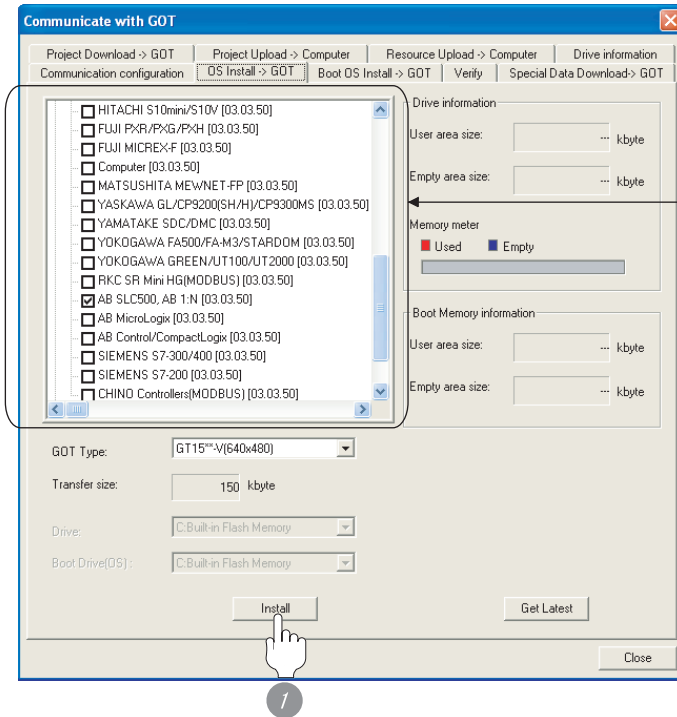 Communicate with GOT
Project Download -> GOT
Project Upload -> Computer
Resource Upload -> Computer
Drive information
Communication configuration
OS Install -> GOT
Boot OS Install -> GOT
Verify
Special Data Download-> GOT
HITACHI S10mini/S10V [03.03.50]
FUJI PXR/PXG/PXH [03.03.50]
FUJI MICREX-F [03.03.50]
Computer [03.03.50]
MATSUSHITA MEWNET-FP [03.03.50]
YASKAWA GL/CP9200(SH/H)/CP9300MS [03.03.50]
YAMATAKE SDC/DMC [03.03.50]
YOKOGAWA FA500/FA-M3/STARDOM [03.03.50]
YOKOGAWA GREEN/UT100/UT2000 [03.03.50]
RKC SR Mini HG(MODBUS) [03.03.50]
AB SLC500, AB 1:N [03.03.50]
AB MicroLogix [03.03.50]
AB Control/CompactLogix [03.03.50]
SIEMENS S7-300/400 [03.03.50]
SIEMENS S7-200 [03.03.50]
CHINO Controllers(MODBUS) [03.03.50]
Drive information
User area size: --- kbyte
Empty area size: --- kbyte
Memory meter
Used Empty
Boot Memory information
User area size: --- kbyte
Empty area size: --- kbyte
GOT Type: GT15**-V(640x480)
Transfer size: 150 kbyte
Drive: C:Built-in Flash Memory
Boot Drive(OS) : C:Built-in Flash Memory
Install
Get Latest
Close
1